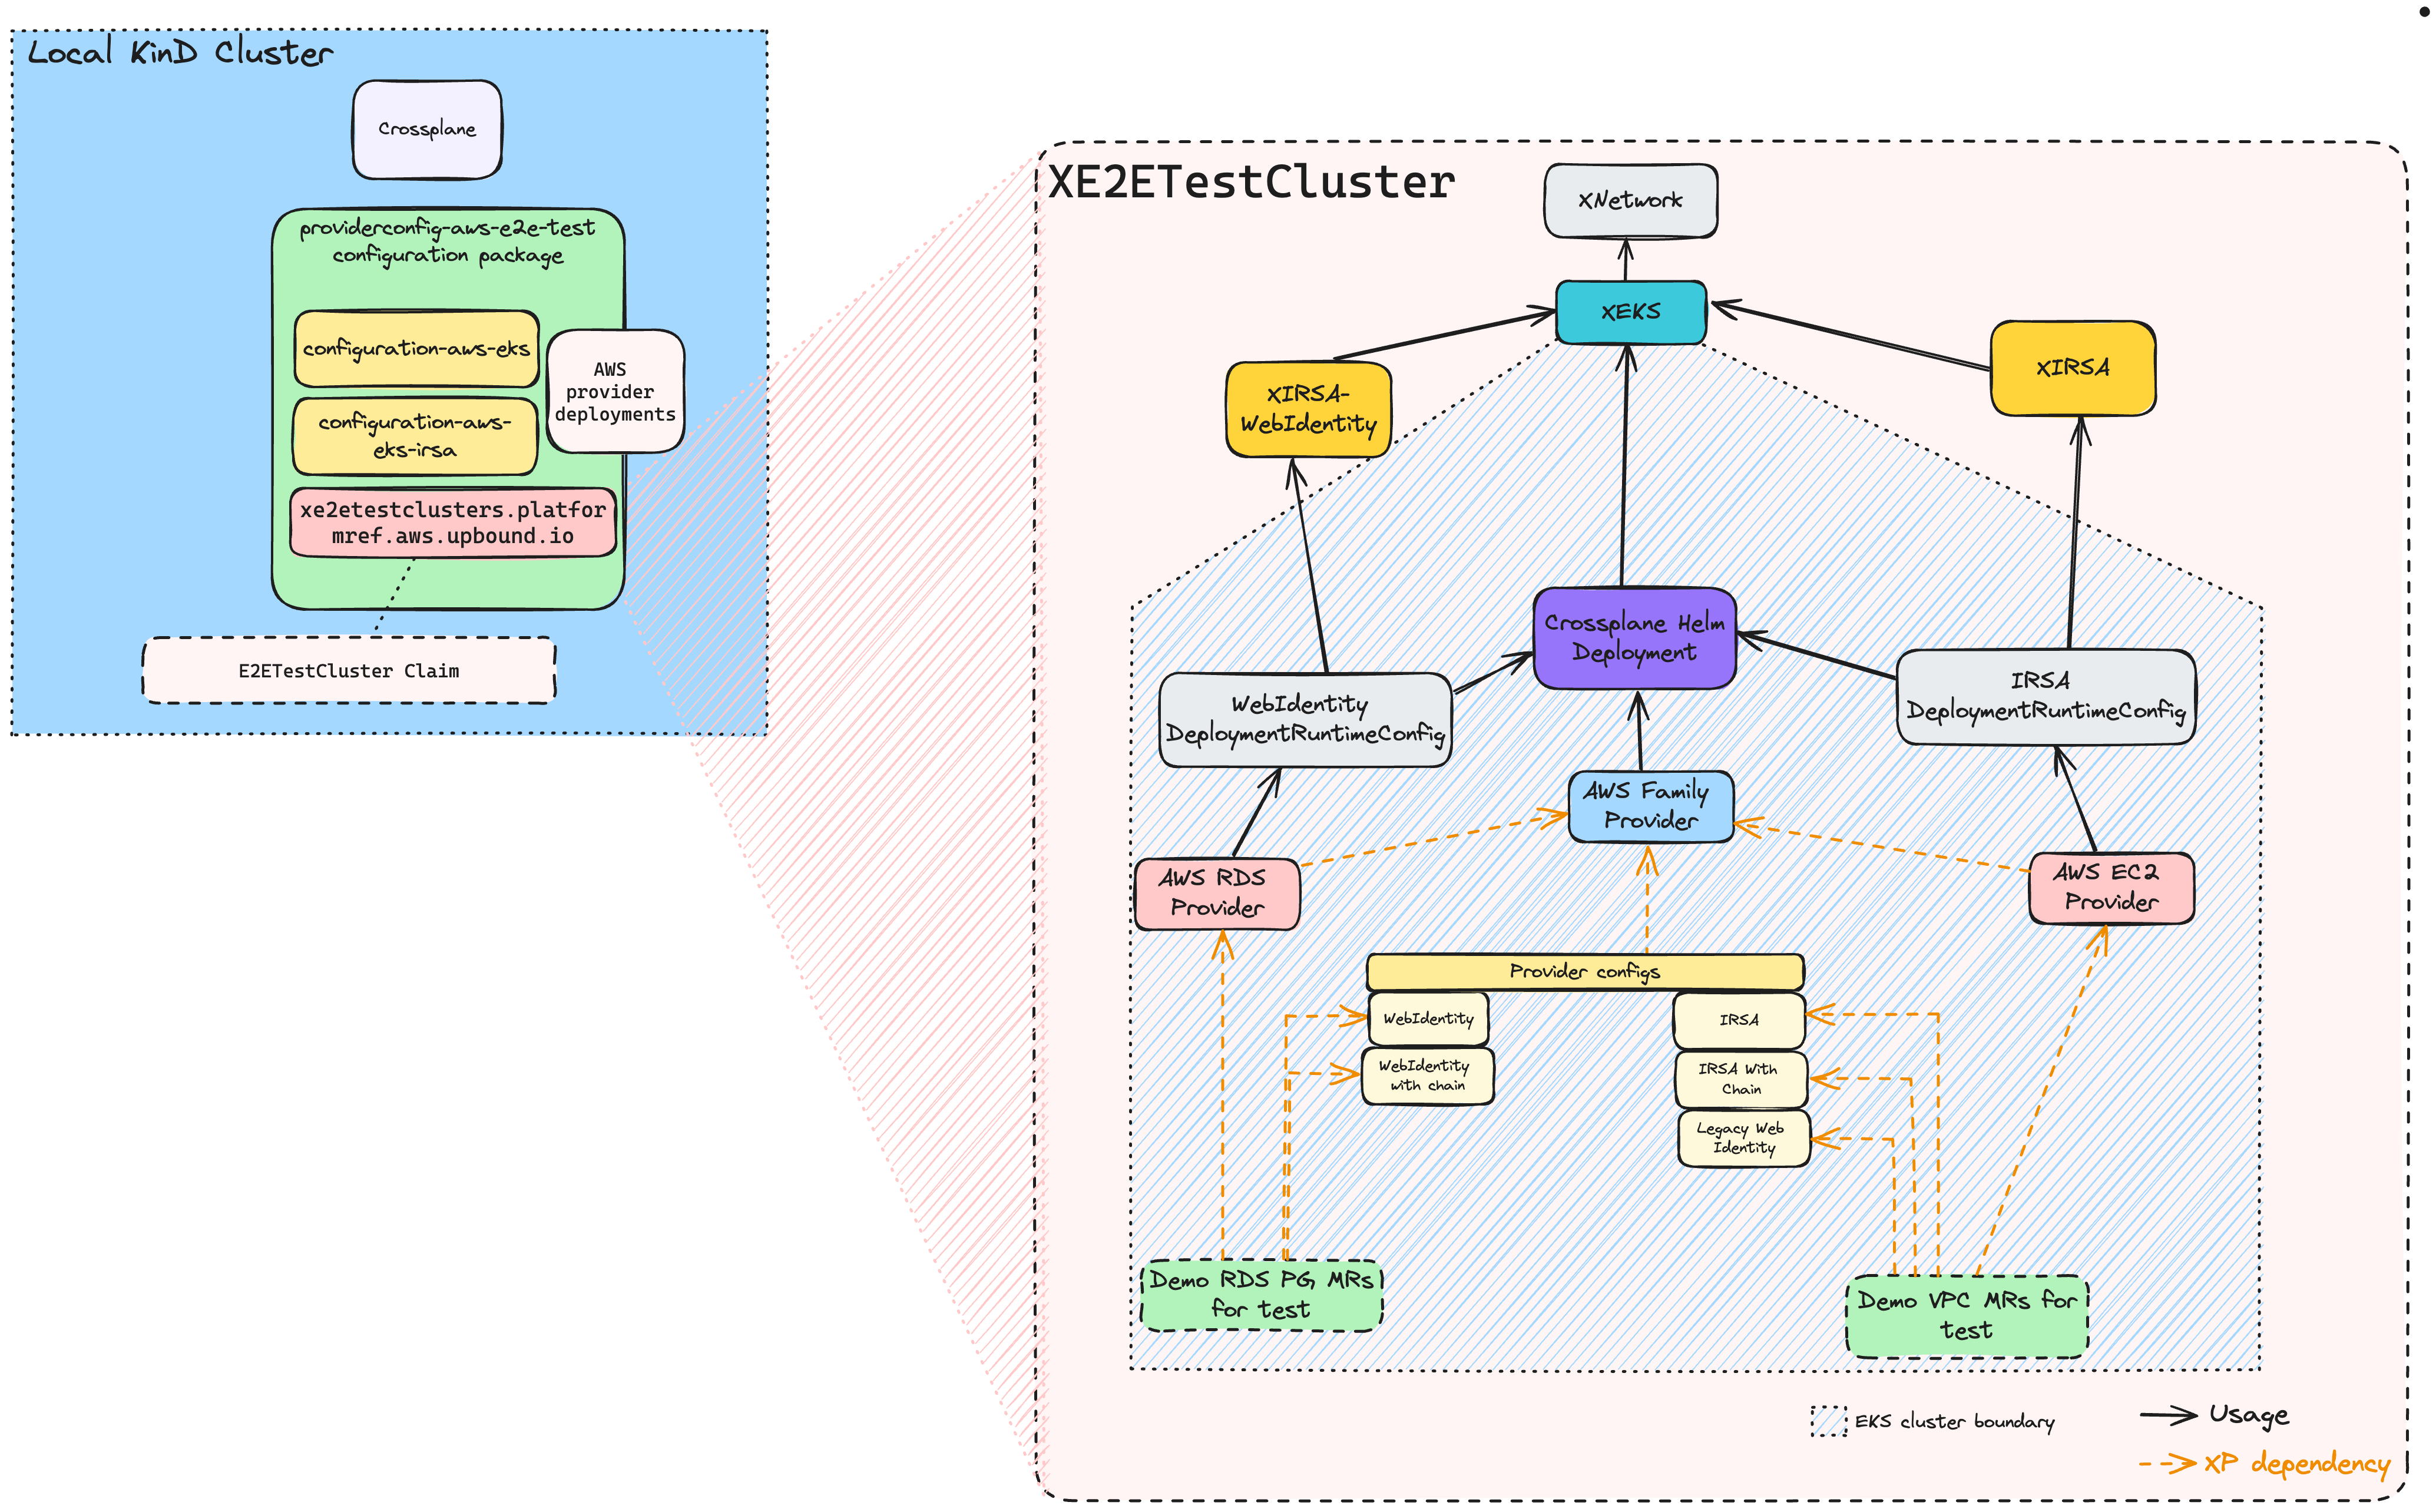 Local KinD Cluster
Crossplane
providerconfig-aws-e2e-test
configuration package
configuration-aws-eks
AWS
provider
deployments
configuration-aws-
eks-irsa
xe2etestclusters.platfor
mref.aws.upbound.io
E2ETestCluster Claim
XE2ETestCluster
XNetwork
XEKS
XIRSA-
WebIdentity
XIRSA
Crossplane Helm
Deployment
WebIdentity
DeploymentRuntimeConfig
IRSA
DeploymentRuntimeConfig
AWS Family
Provider
AWS RDS
Provider
AWS EC2
Provider
Provider configs
WebIdentity
IRSA
WebIdentity
with chain
IRSA With
Chain
Legacy Web
Identity
Demo RDS PG MRs
for test
Demo VPC MRs for
test
EKS cluster boundary
Usage
XP dependency